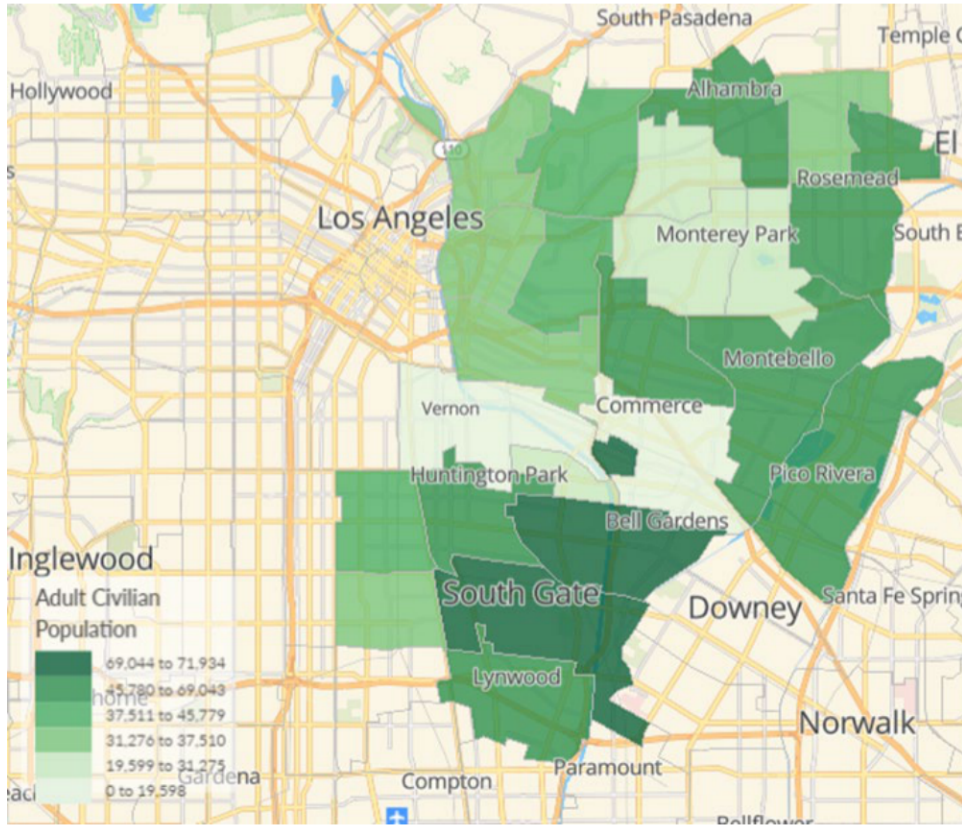 South Pasadena
Temple C
Hollywood
Alhambra
110
El
s
Rosemead
Los Angeles
Monterey Park
South E
Montebello
Vernon
Commerce
Huntington Park
Pico Rivera
Bell Gardens
Inglewood
South Gate
Downey
Santa Fe Spring
Adult Civilian
Population
69,044 to 71,934
45,780 to 69,043
37,511 to 45,779
31,276 to 37,510
19,599 to 31,275
0 to 19,598
Lynwood
Norwalk
Gardena
Compton
Paramount
Bellflower